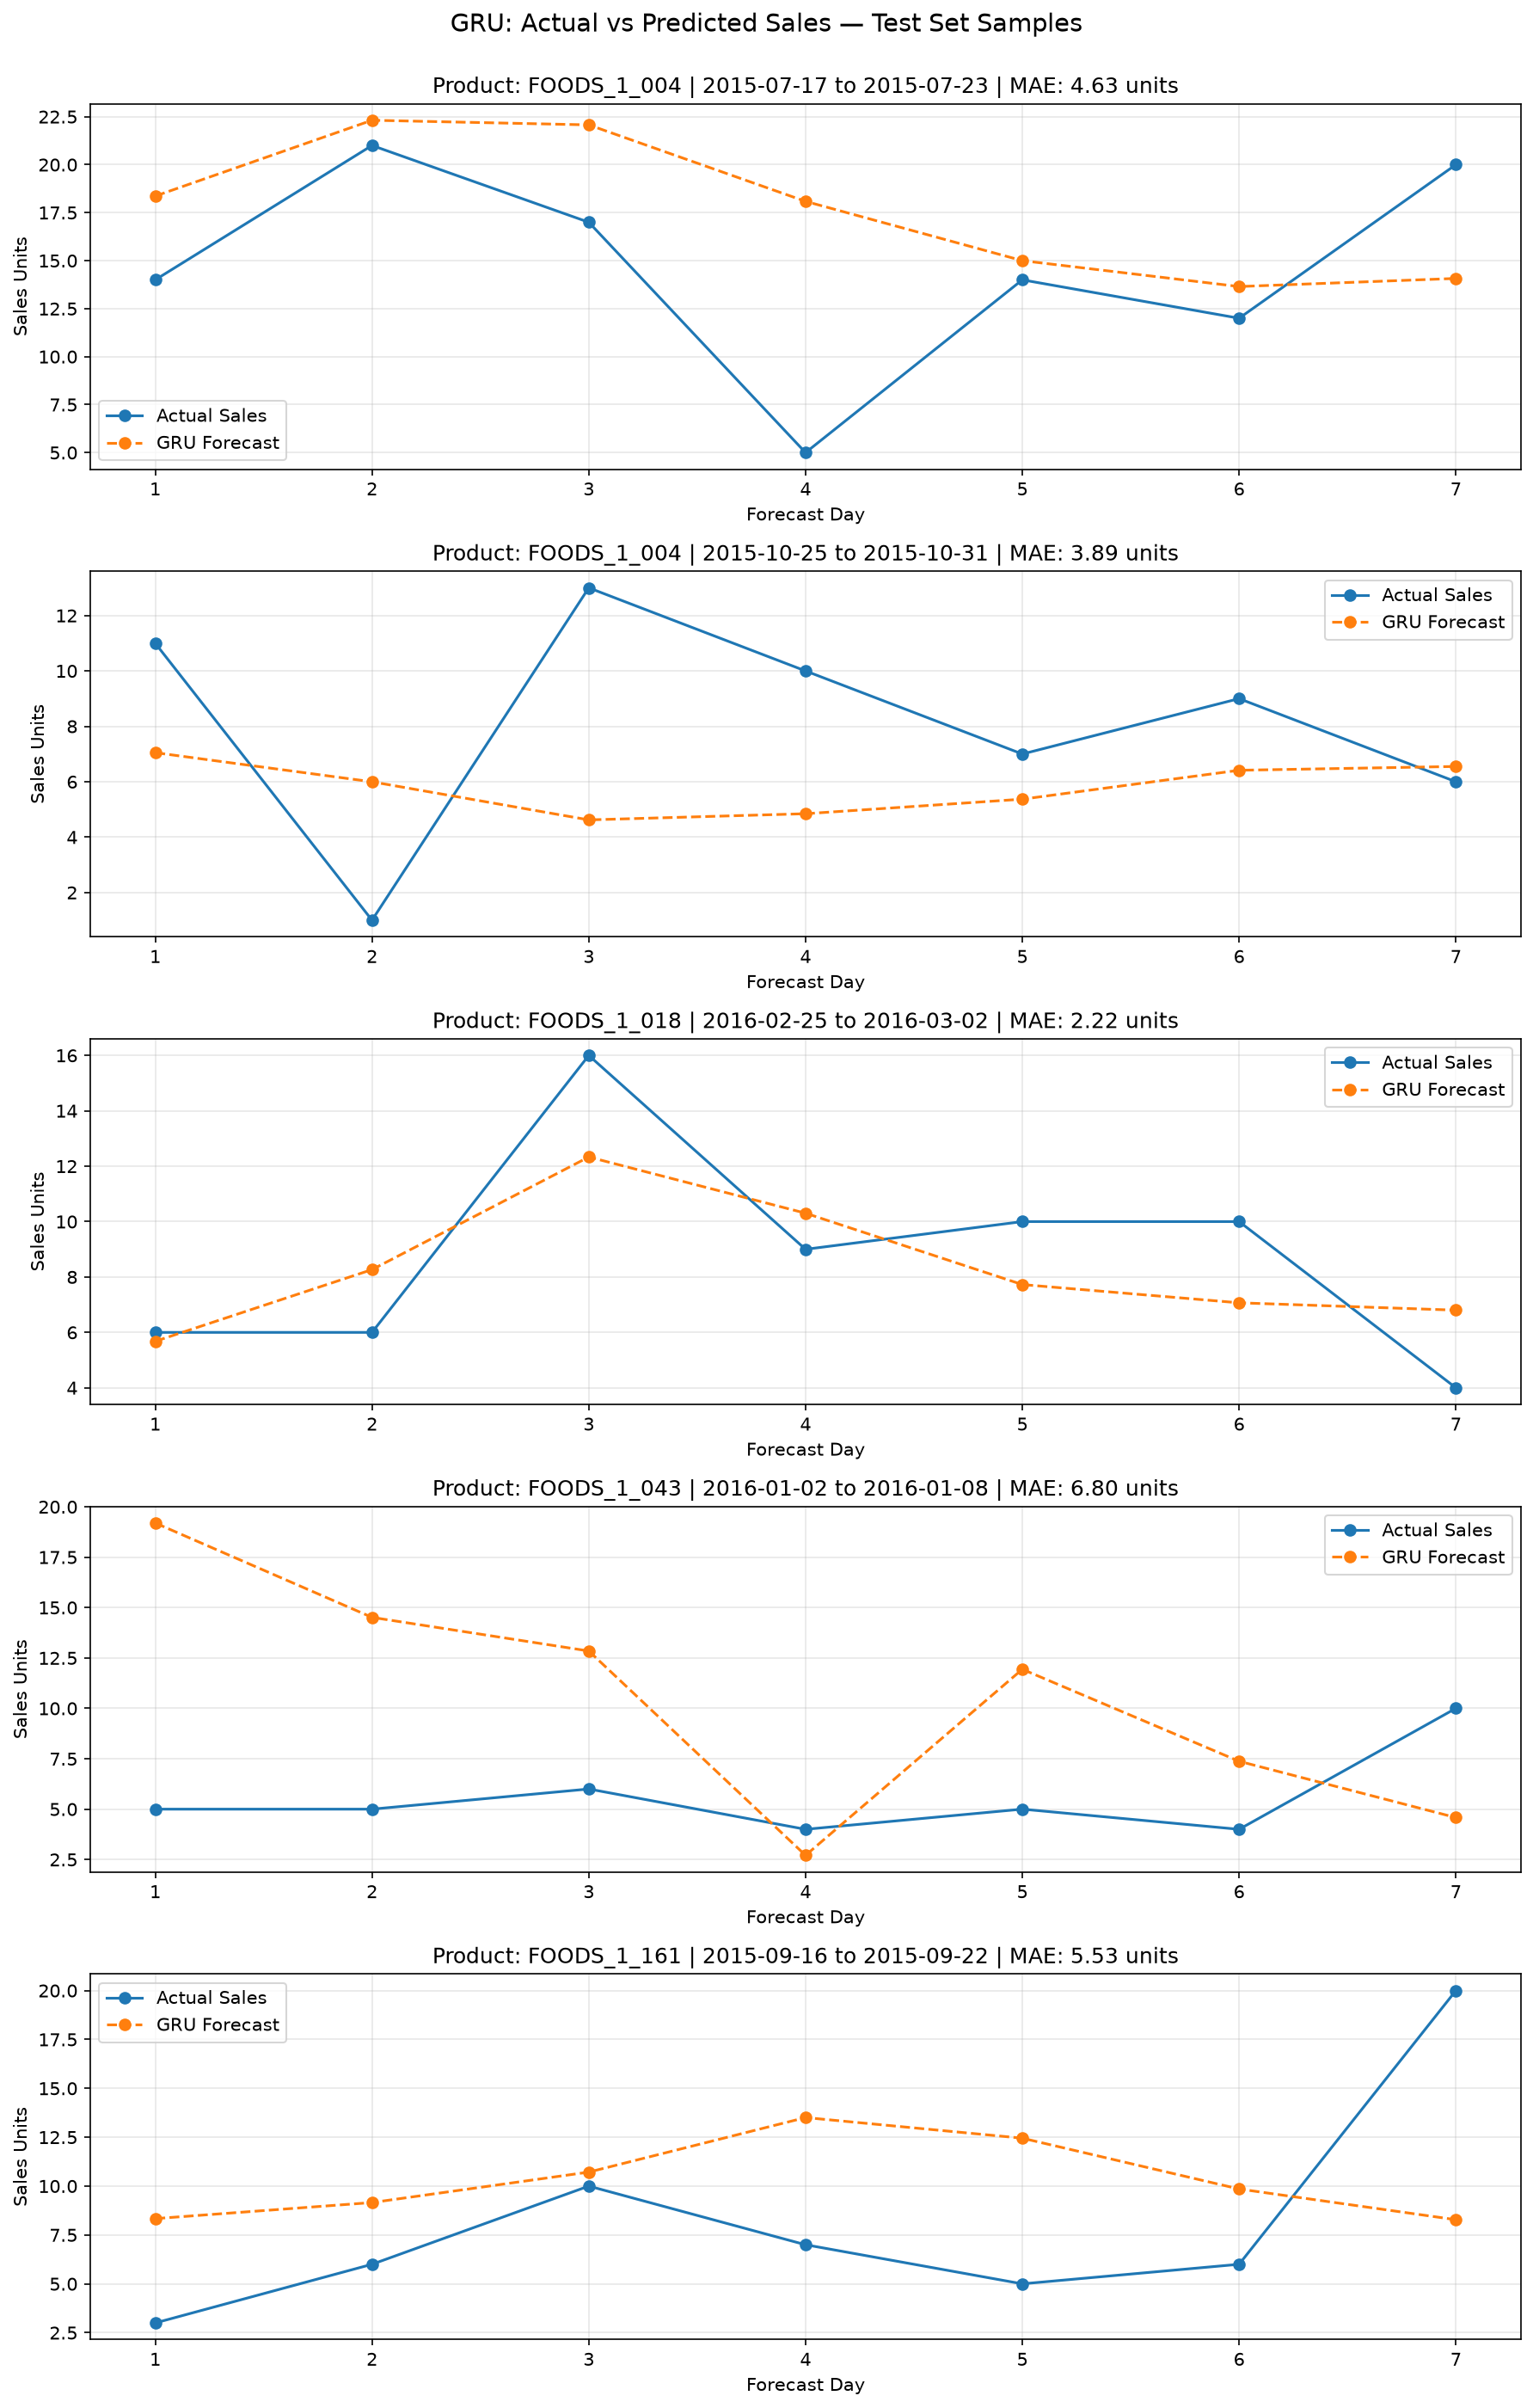 GRU: Actual vs Predicted Sales — Test Set Samples
Product: FOODS_1_004 | 2015-07-17 to 2015-07-23 | MAE: 4.63 units
22.5
20.0
17.5
15.0
12.5
10.0
7.5
5.0
Sales Units
Actual Sales
GRU Forecast
1 2 3 4 5 6 7
Forecast Day
Product: FOODS_1_004 | 2015-10-25 to 2015-10-31 | MAE: 3.89 units
12
10
8
6
4
2
Sales Units
Actual Sales
GRU Forecast
1 2 3 4 5 6 7
Forecast Day
Product: FOODS_1_018 | 2016-02-25 to 2016-03-02 | MAE: 2.22 units
16
14
12
10
8
6
4
Sales Units
Actual Sales
GRU Forecast
1 2 3 4 5 6 7
Forecast Day
Product: FOODS_1_043 | 2016-01-02 to 2016-01-08 | MAE: 6.80 units
20.0
17.5
15.0
12.5
10.0
7.5
5.0
2.5
Sales Units
Actual Sales
GRU Forecast
1 2 3 4 5 6 7
Forecast Day
Product: FOODS_1_161 | 2015-09-16 to 2015-09-22 | MAE: 5.53 units
20.0
17.5
15.0
12.5
10.0
7.5
5.0
2.5
Sales Units
Actual Sales
GRU Forecast
1 2 3 4 5 6 7
Forecast Day